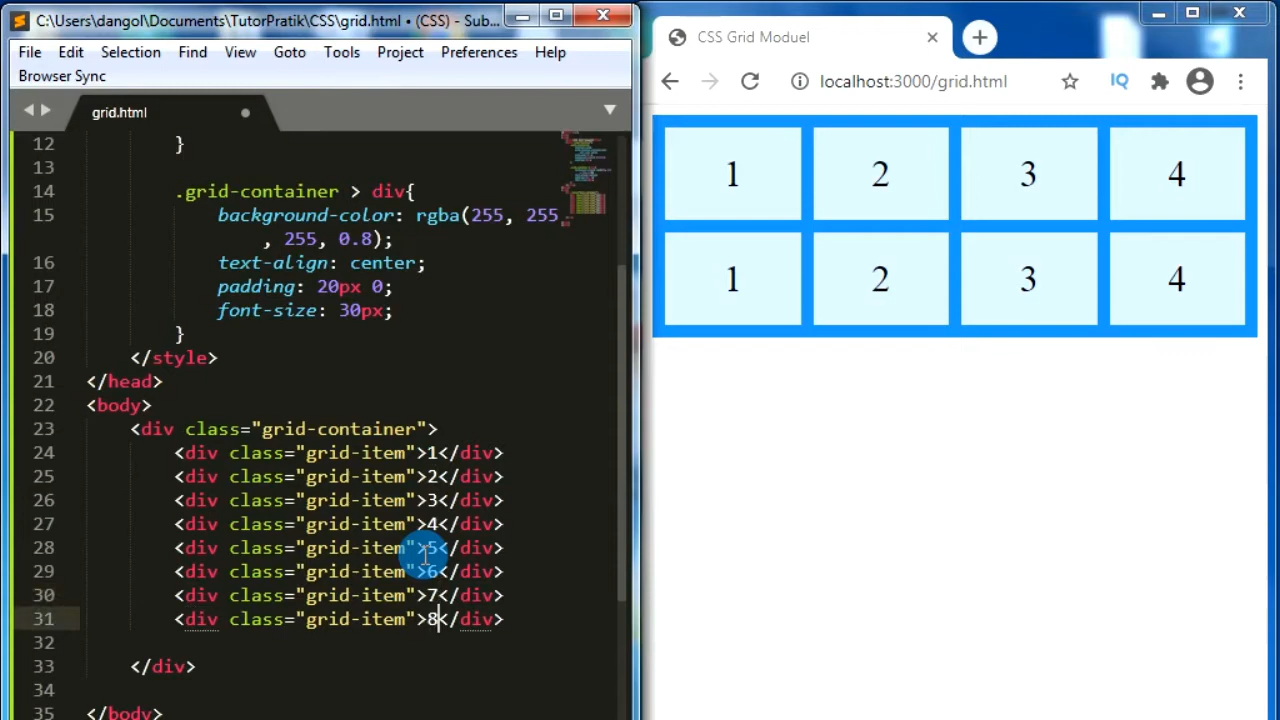 C:\Users\dangol\Documents\TutorPratik\CSS\grid.html • (CSS) - Sub...
File Edit Selection Find View Goto Tools Project Preferences Help
Browser Sync
grid.html
12 }
13
14 .grid-container > div{
15 background-color: rgba(255, 255
, 255, 0.8);
16 text-align: center;
17 padding: 20px 0;
18 font-size: 30px;
19 }
20 </style>
21 </head>
22 <body>
23 <div class="grid-container">
24 <div class="grid-item">1</div>
25 <div class="grid-item">2</div>
26 <div class="grid-item">3</div>
27 <div class="grid-item">4</div>
28 <div class="grid-item">5</div>
29 <div class="grid-item">6</div>
30 <div class="grid-item">7</div>
31 <div class="grid-item">8</div>
32
33 </div>
34
35 </body>
CSS Grid Moduel
localhost:3000/grid.html
IQ
1 2 3 4
1 2 3 4